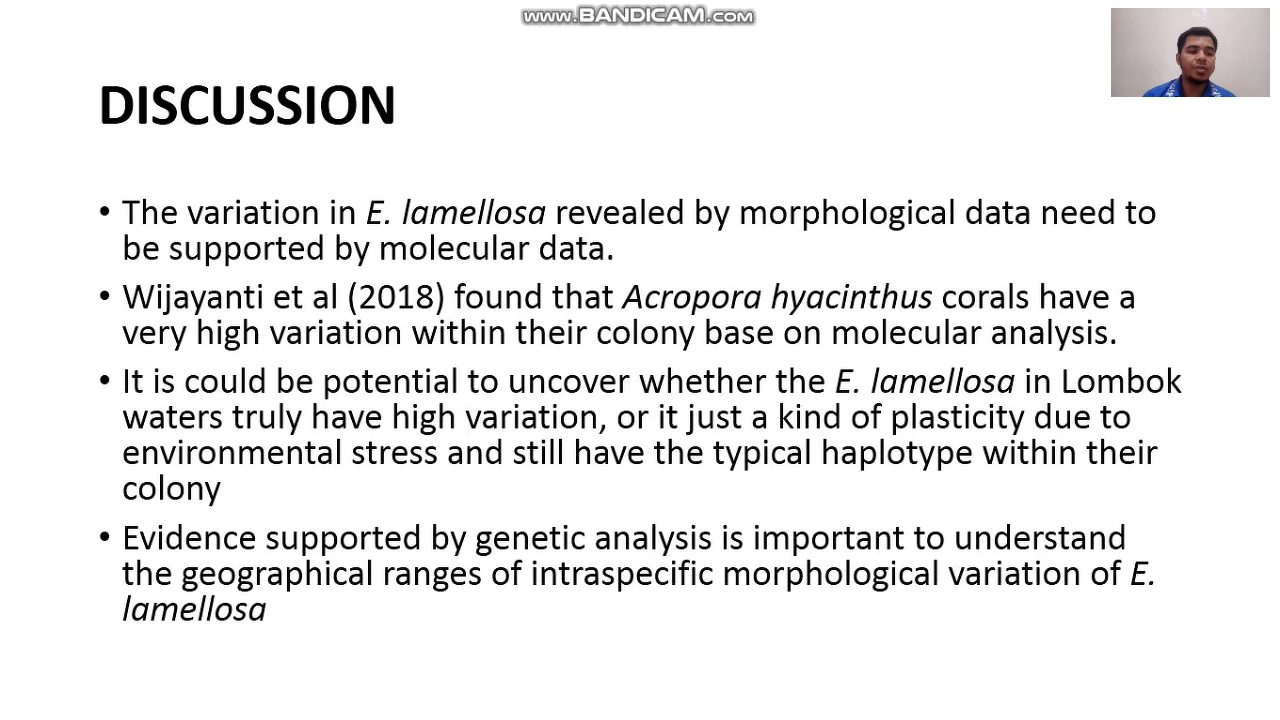 www.BANDICAM.com
DISCUSSION
• The variation in E. lamellosa revealed by morphological data need to
be supported by molecular data.
• Wijayanti et al (2018) found that Acropora hyacinthus corals have a
very high variation within their colony base on molecular analysis.
• It is could be potential to uncover whether the E. lamellosa in Lombok
waters truly have high variation, or it just a kind of plasticity due to
environmental stress and still have the typical haplotype within their
colony
• Evidence supported by genetic analysis is important to understand
the geographical ranges of intraspecific morphological variation of E.
lamellosa